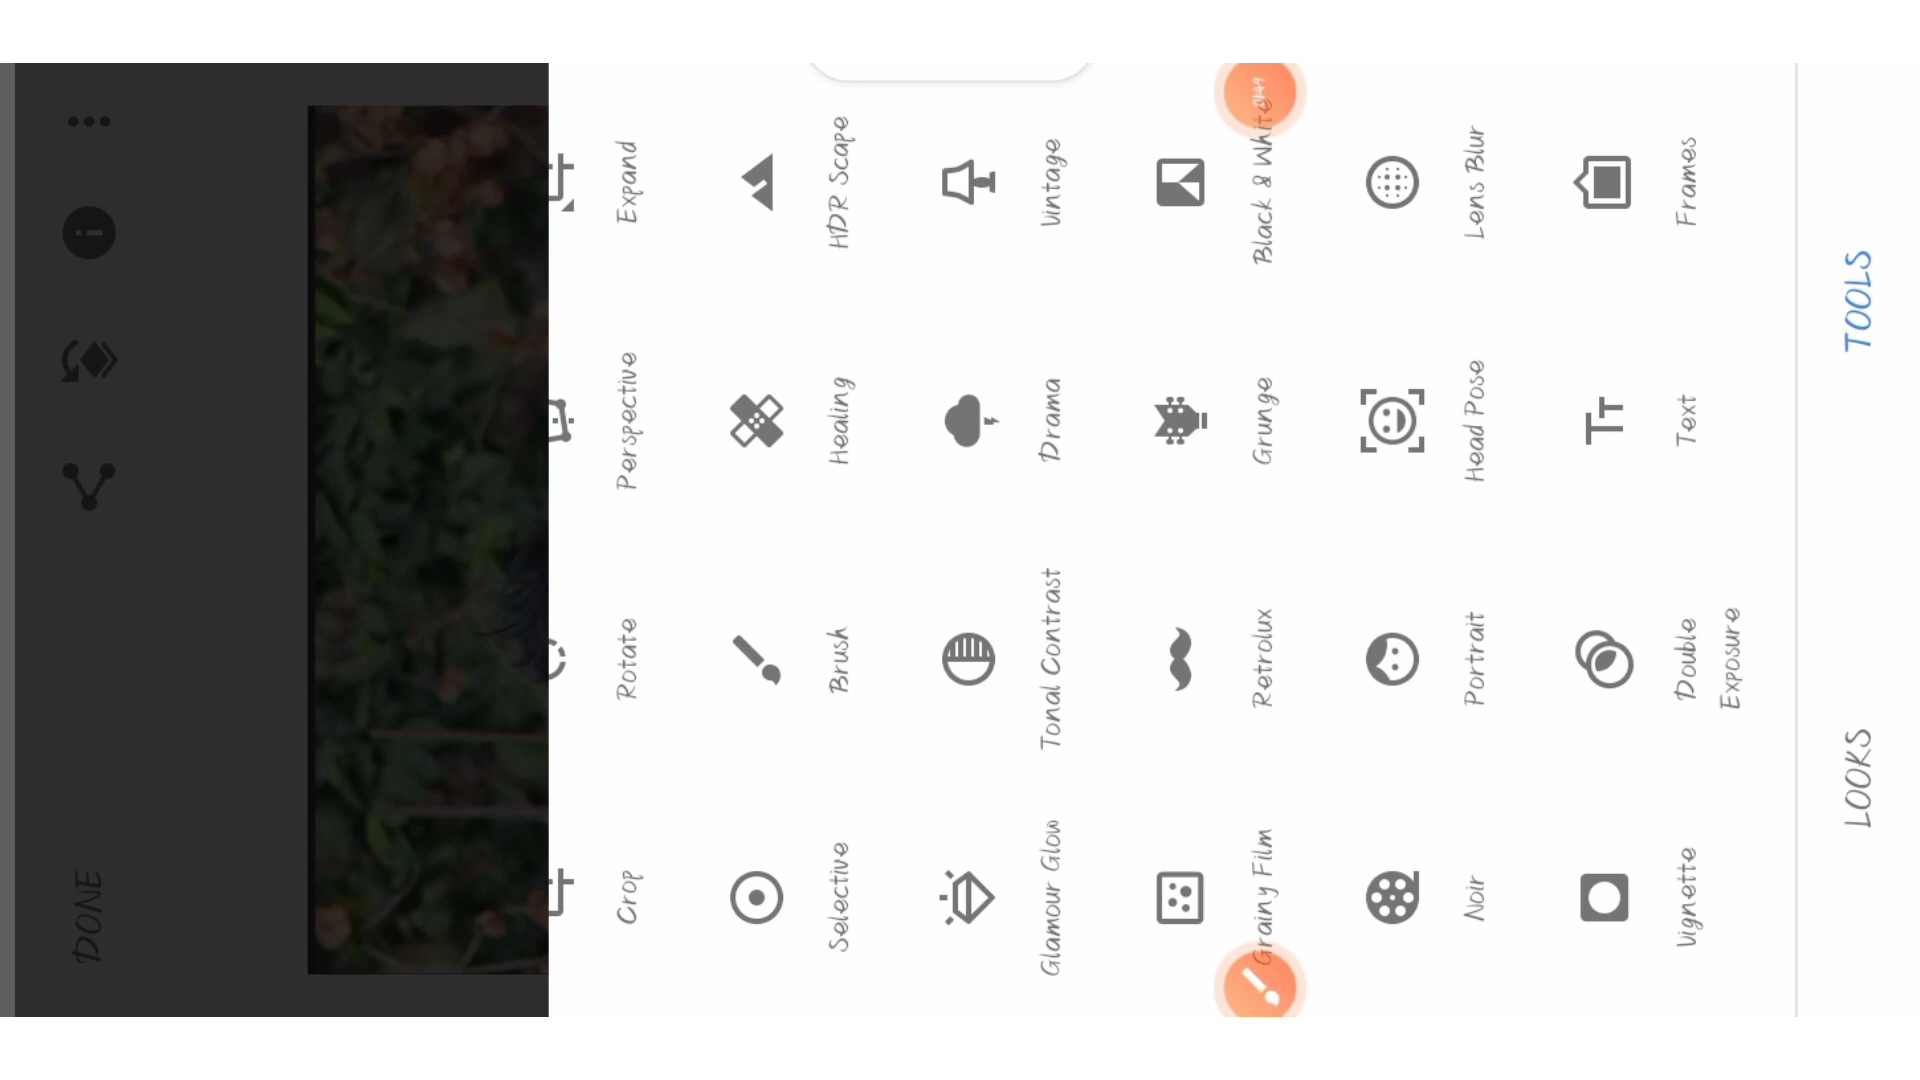 DONE
Crop
Rotate
Perspective
Expand
Selective
Brush
Healing
HDR Scape
Glamour Glow
Tonal Contrast
Drama
Vintage
Grainy Film
Retrolux
Grunge
Black & White
Noir
Portrait
Head Pose
Lens Blur
Vignette
Double
Exposure
Text
Frames
LOOKS
TOOLS